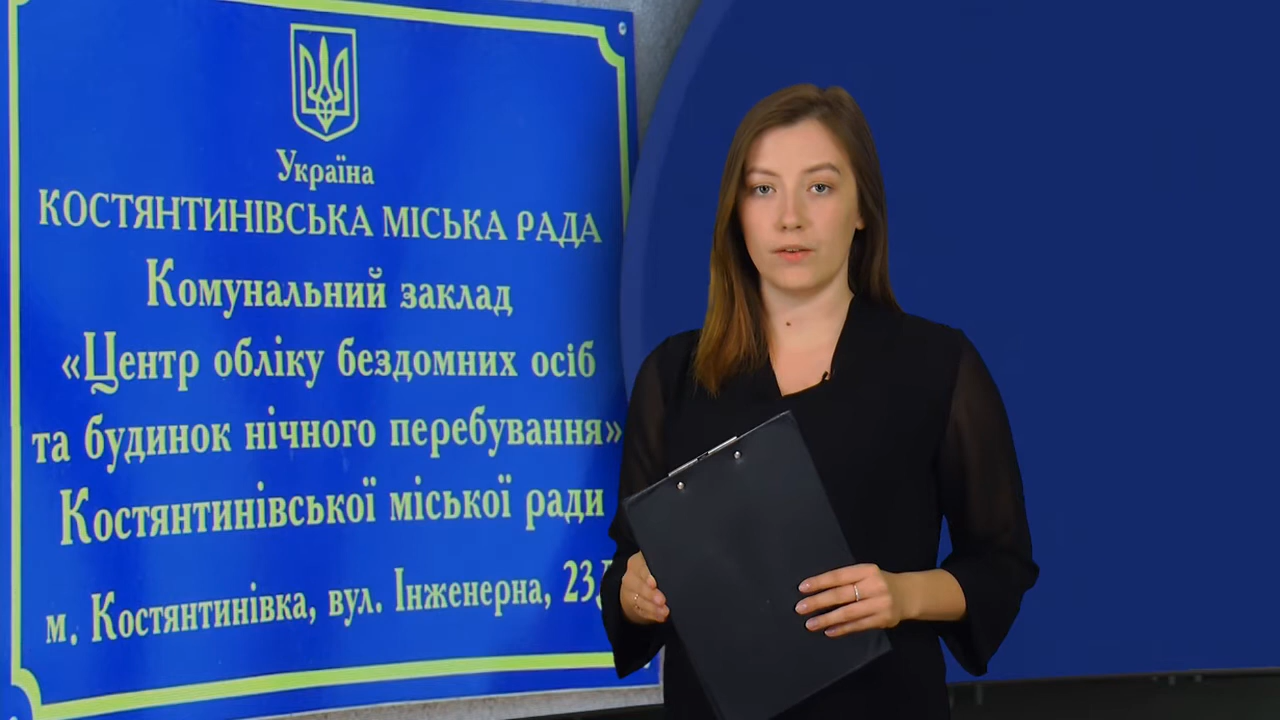 Україна
КОСТЯНТИНІВСЬКА МІСЬКА РАДА
Комунальний заклад
«Центр обліку бездомних осіб
та будинок нічного перебування»
Костянтинівської міської ради
м. Костянтинівка, вул. Інженерна,